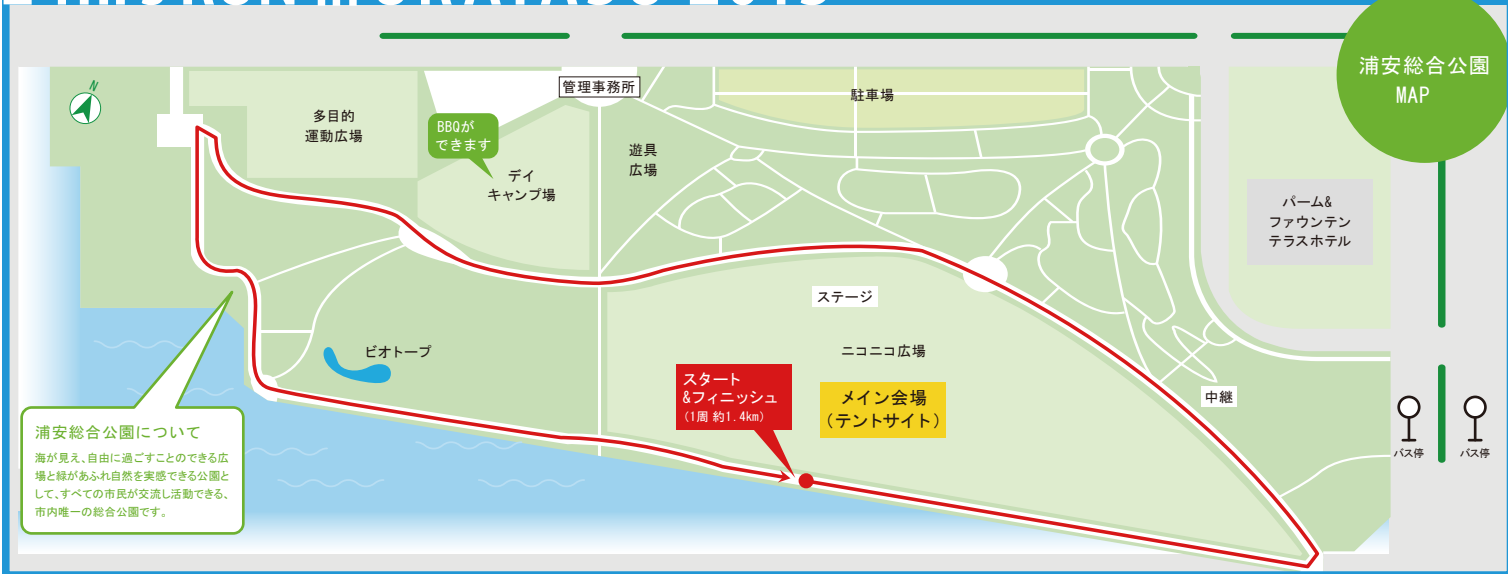 浦安総合公園
MAP
N
管理事務所
駐車場
多目的
運動広場
BBQが
できます
遊具
広場
デイ
キャンプ場
パーム&
ファウンテン
テラスホテル
ステージ
ビオトープ
ニコニコ広場
スタート
&フィニッシュ
(1周 約1.4km)
メイン会場
(テントサイト)
中継
バス停
バス停
浦安総合公園について
海が見え、自由に過ごすことのできる広
場と緑があふれ自然を実感できる公園と
して、すべての市民が交流し活動できる、
市内唯一の総合公園です。